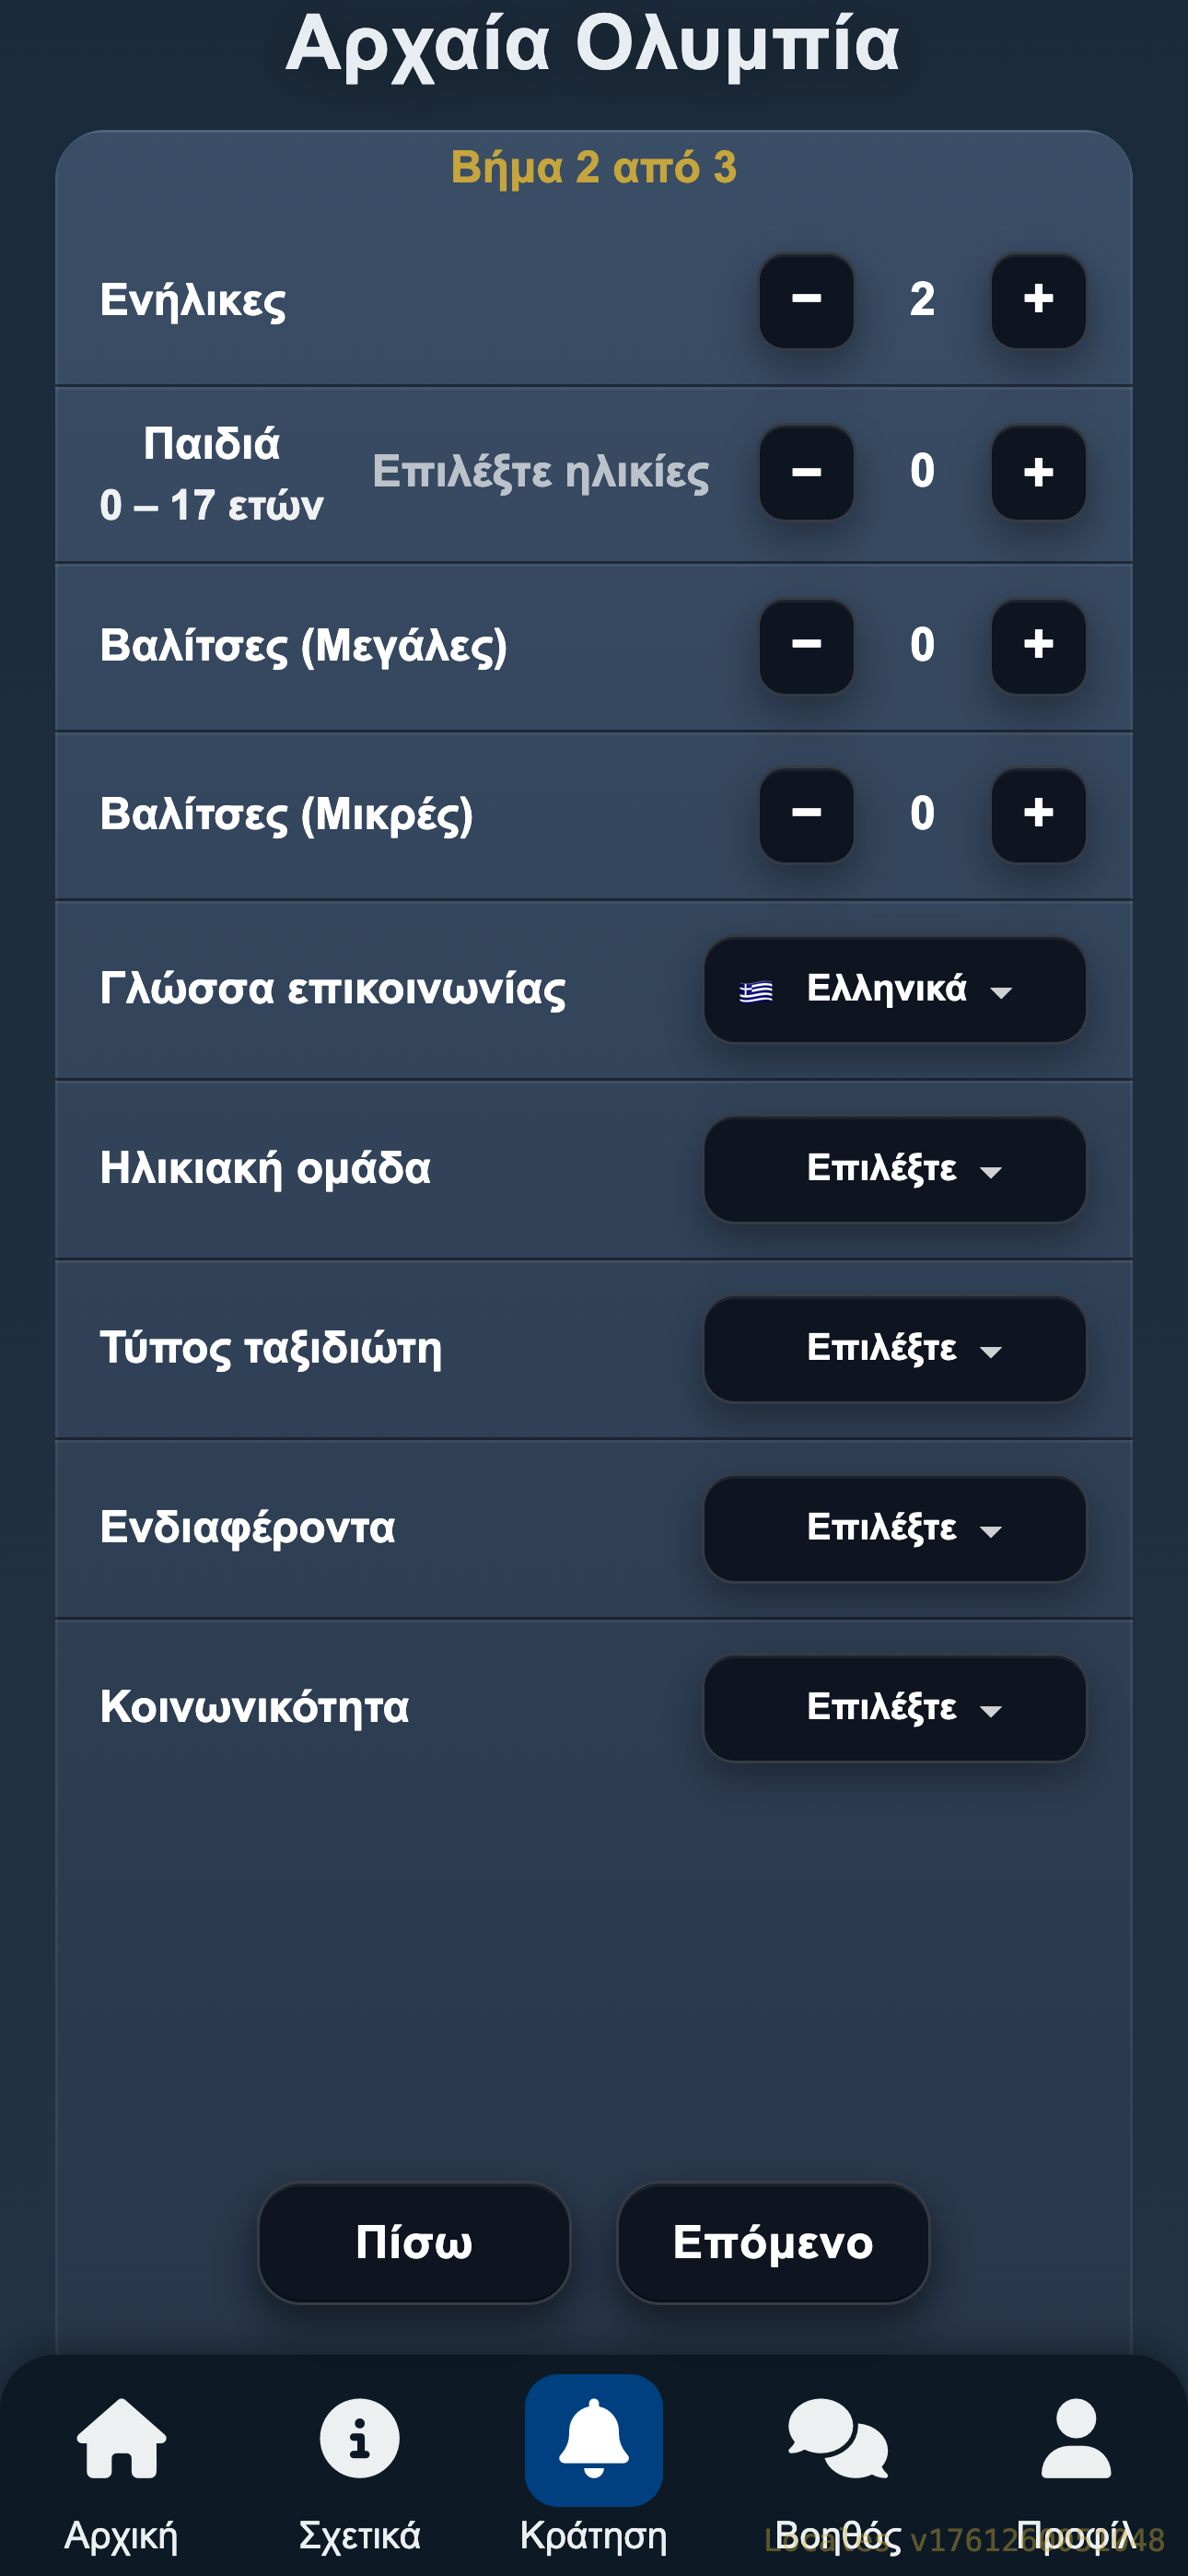 Αρχαία Ολυμπία
Βήμα 2 από 3
Ενήλικες − 2 +
Παιδιά
0 – 17 ετών Επιλέξτε ηλικίες − 0 +
Βαλίτσες (Μεγάλες) − 0 +
Βαλίτσες (Μικρές) − 0 +
Γλώσσα επικοινωνίας Ελληνικά
Ηλικιακή ομάδα Επιλέξτε
Τύπος ταξιδιώτη Επιλέξτε
Ενδιαφέροντα Επιλέξτε
Κοινωνικότητα Επιλέξτε
Πίσω Επόμενο
Αρχική Σχετικά Κράτηση Βοηθός Προφίλ